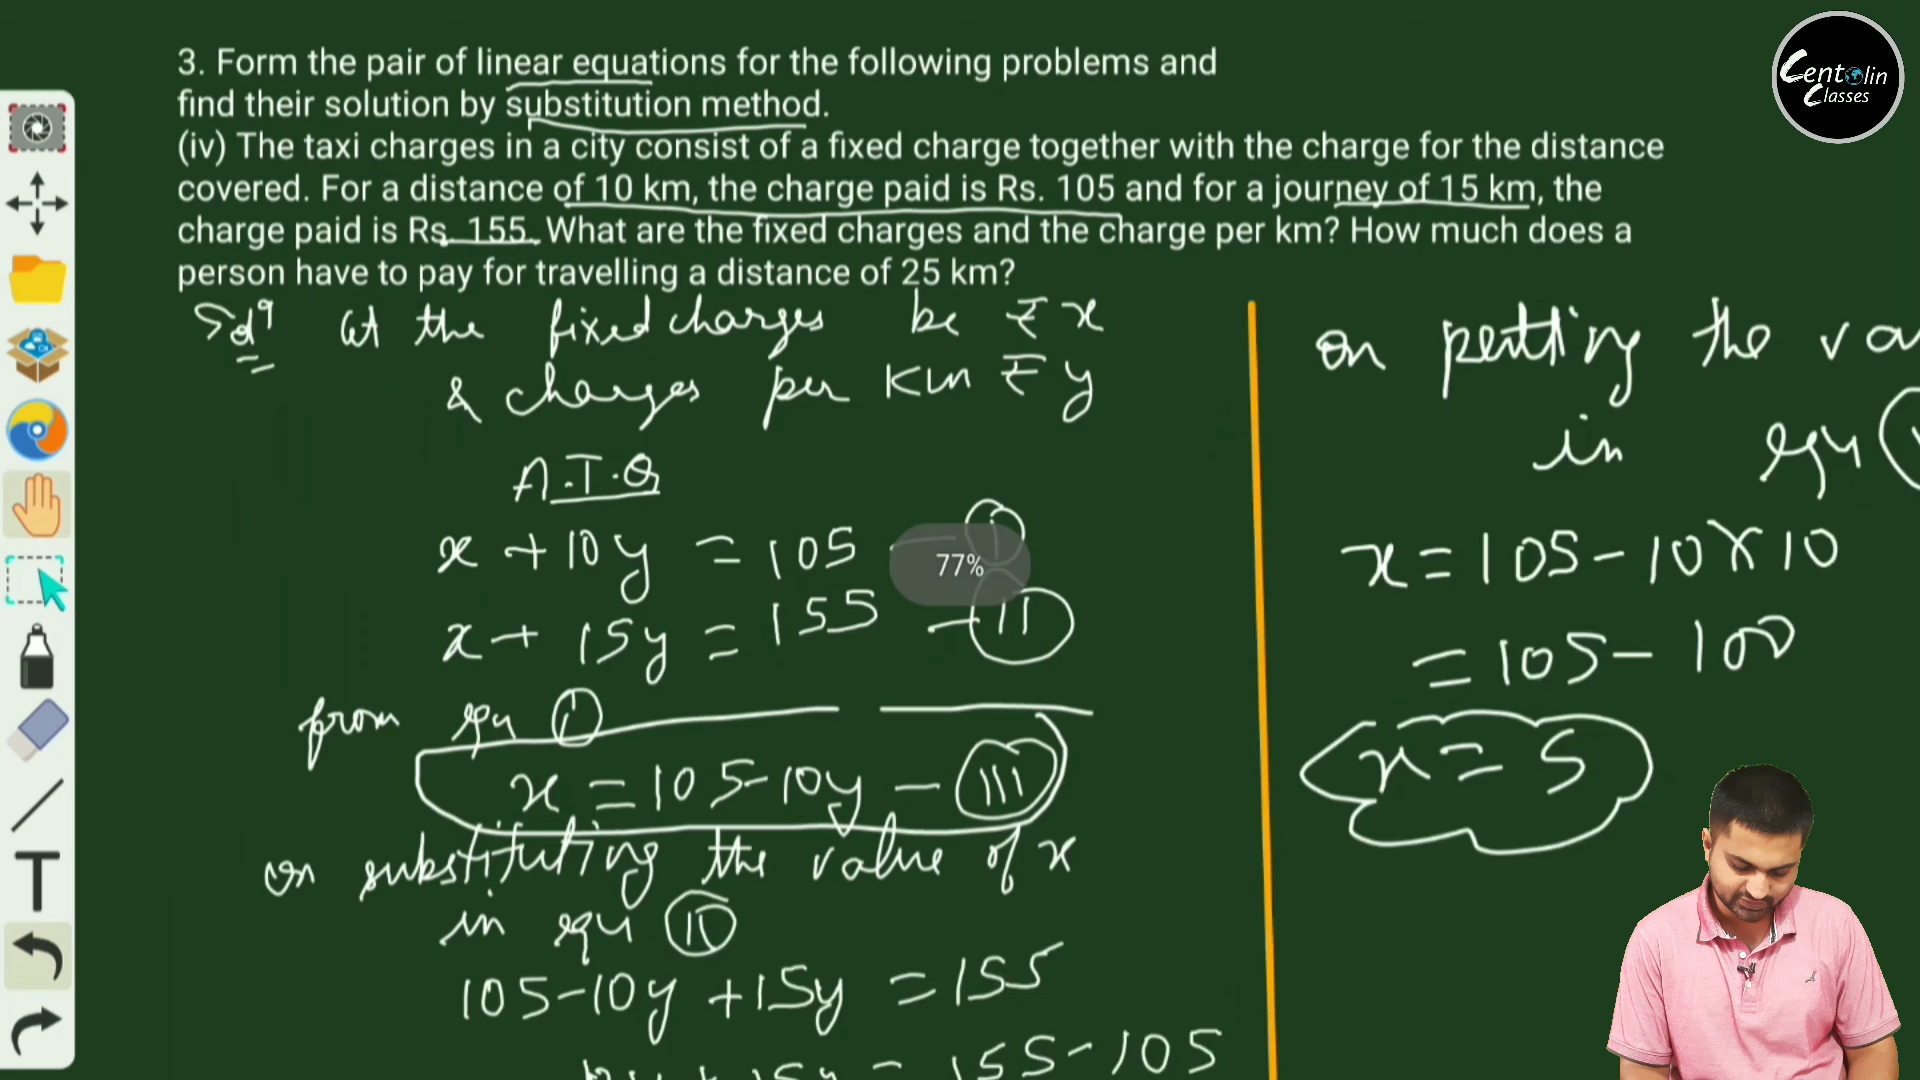 3. Form the pair of linear equations for the following problems and
find their solution by substitution method.
(iv) The taxi charges in a city consist of a fixed charge together with the charge for the distance
covered. For a distance of 10 km, the charge paid is Rs. 105 and for a journey of 15 km, the
charge paid is Rs. 155. What are the fixed charges and the charge per km? How much does a
person have to pay for travelling a distance of 25 km?
Centolin
Classes
Solⁿ let the fixed charges be ₹ x
& charges per Km ₹ y
A.T.Q
x + 10y = 105 - I
77%
x + 15y = 155 - II
from equ I
x = 105 - 10y - III
on substituting the value of x
in equ II
105 - 10y + 15y = 155
155 - 105
on putting the va
in equ
x = 105 - 10 × 10
= 105 - 100
x = 5
T